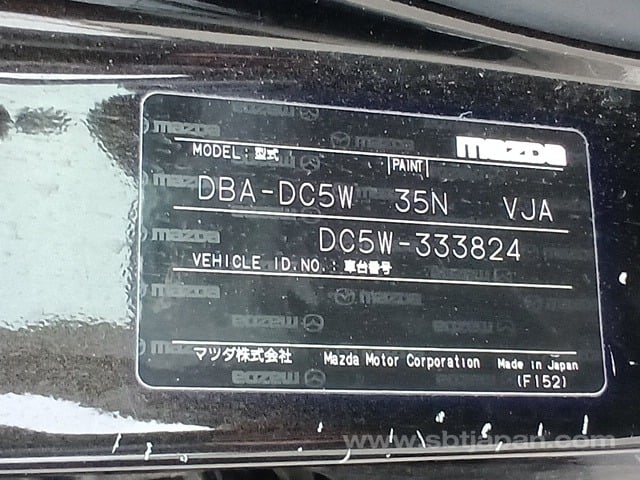 mazda
MODEL:型式 PAINT
DBA-DC5W 35N VJA
DC5W-333824
VEHICLE I.D.NO.:車台番号
マツダ株式会社 Mazda Motor Corporation Made in Japan
(F152)
www.sbtjapan.com